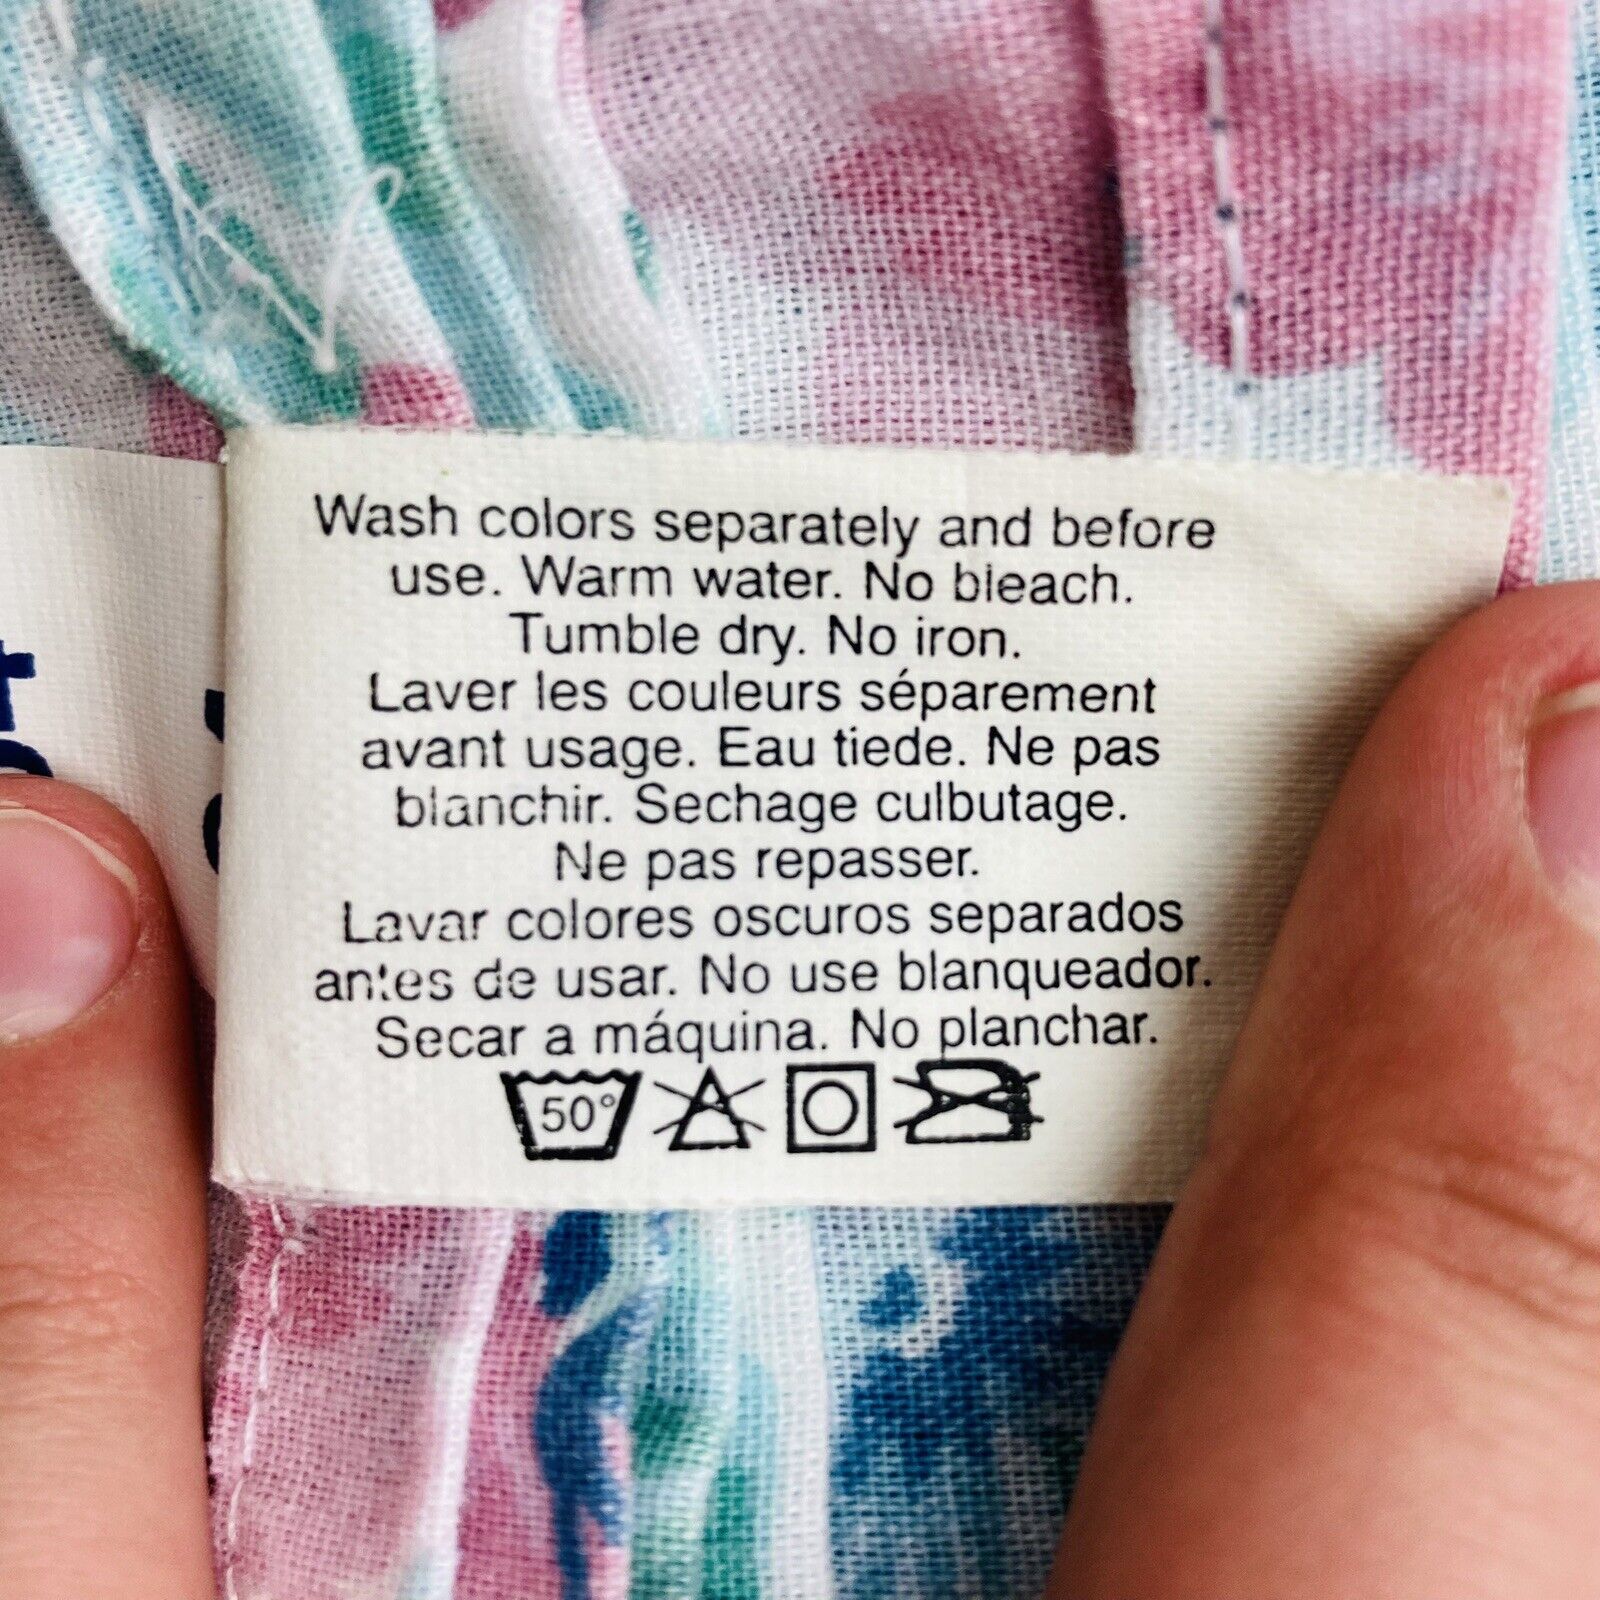 Wash colors separately and before
use. Warm water. No bleach.
Tumble dry. No iron.
Laver les couleurs séparement
avant usage. Eau tiede. Ne pas
blanchir. Sechage culbutage.
Ne pas repasser.
Lavar colores oscuros separados
antes de usar. No use blanqueador.
Secar a máquina. No planchar.
50°